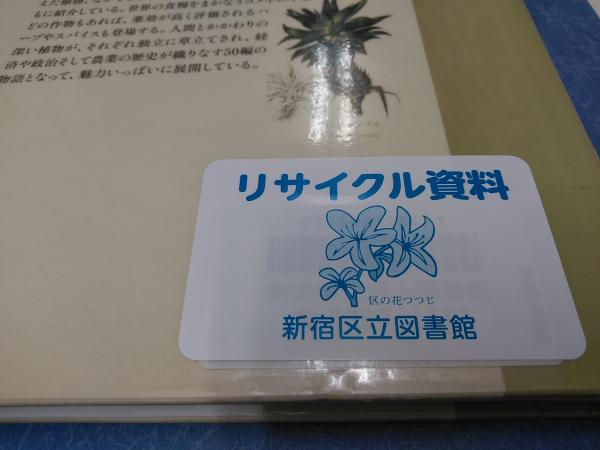 もに紹介している。世界の食糧をまかなう
どの作物もあれば、薬効が高く評価されるハ
ーブやスパイスも登場する。人間とかかわりの
深い植物が、それぞれ独立に章立てされ、経
済や政治そして農業の歴史が織りなす50編の
物語となって、魅力いっぱいに展開している。
リサイクル資料
区の花つつじ
新宿区立図書館